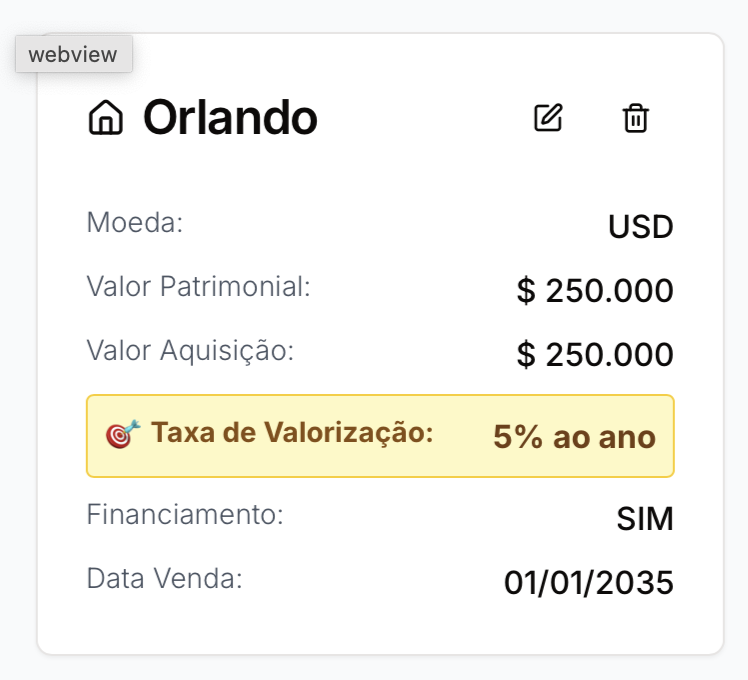 webview
Orlando
Moeda: USD
Valor Patrimonial: $ 250.000
Valor Aquisição: $ 250.000
Taxa de Valorização: 5% ao ano
Financiamento: SIM
Data Venda: 01/01/2035